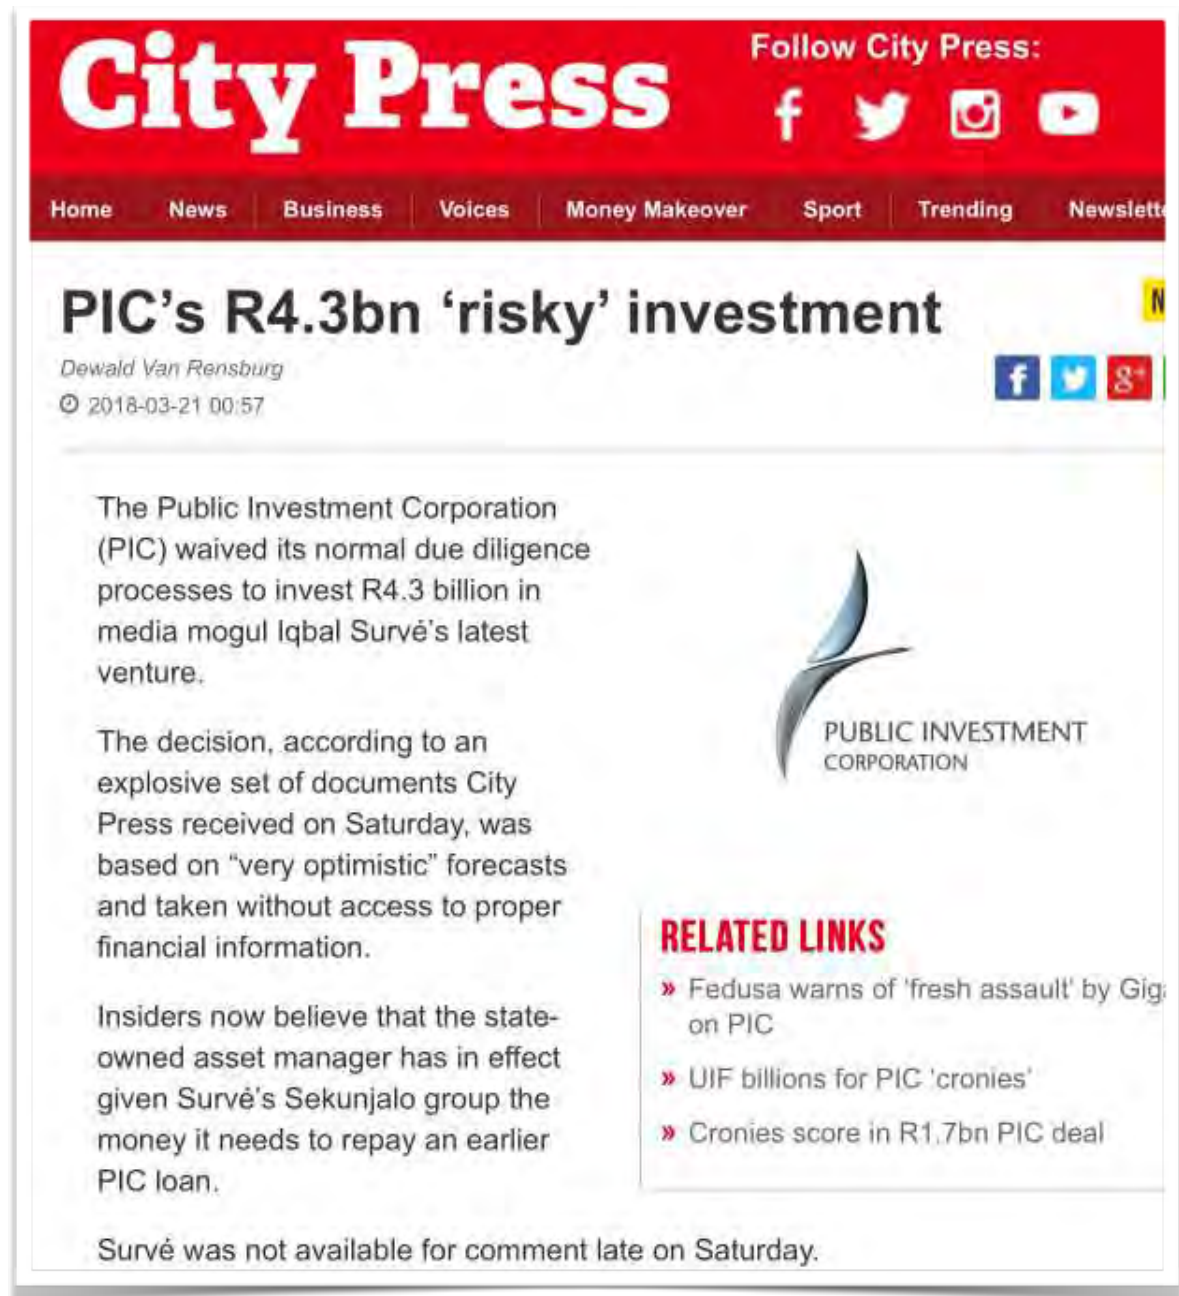 City Press
Follow City Press:
Home News Business Voices Money Makeover Sport Trending
PIC's R4.3bn 'risky' investment
Dewald Van Rensburg
2018-03-21 00:57
The Public Investment Corporation
(PIC) waived its normal due diligence
processes to invest R4.3 billion in
media mogul Iqbal Survé's latest
venture.
The decision, according to an
explosive set of documents City
Press received on Saturday, was
based on “very optimistic” forecasts
and taken without access to proper
financial information.
Insiders now believe that the state-
owned asset manager has in effect
given Survé's Sekunjalo group the
money it needs to repay an earlier
PIC loan.
Survé was not available for comment late on Saturday.
PUBLIC INVESTMENT
CORPORATION
RELATED LINKS
» Fedusa warns of 'fresh assault' by
on PIC
» UIF billions for PIC 'cronies'
» Cronies score in R1.7bn PIC deal